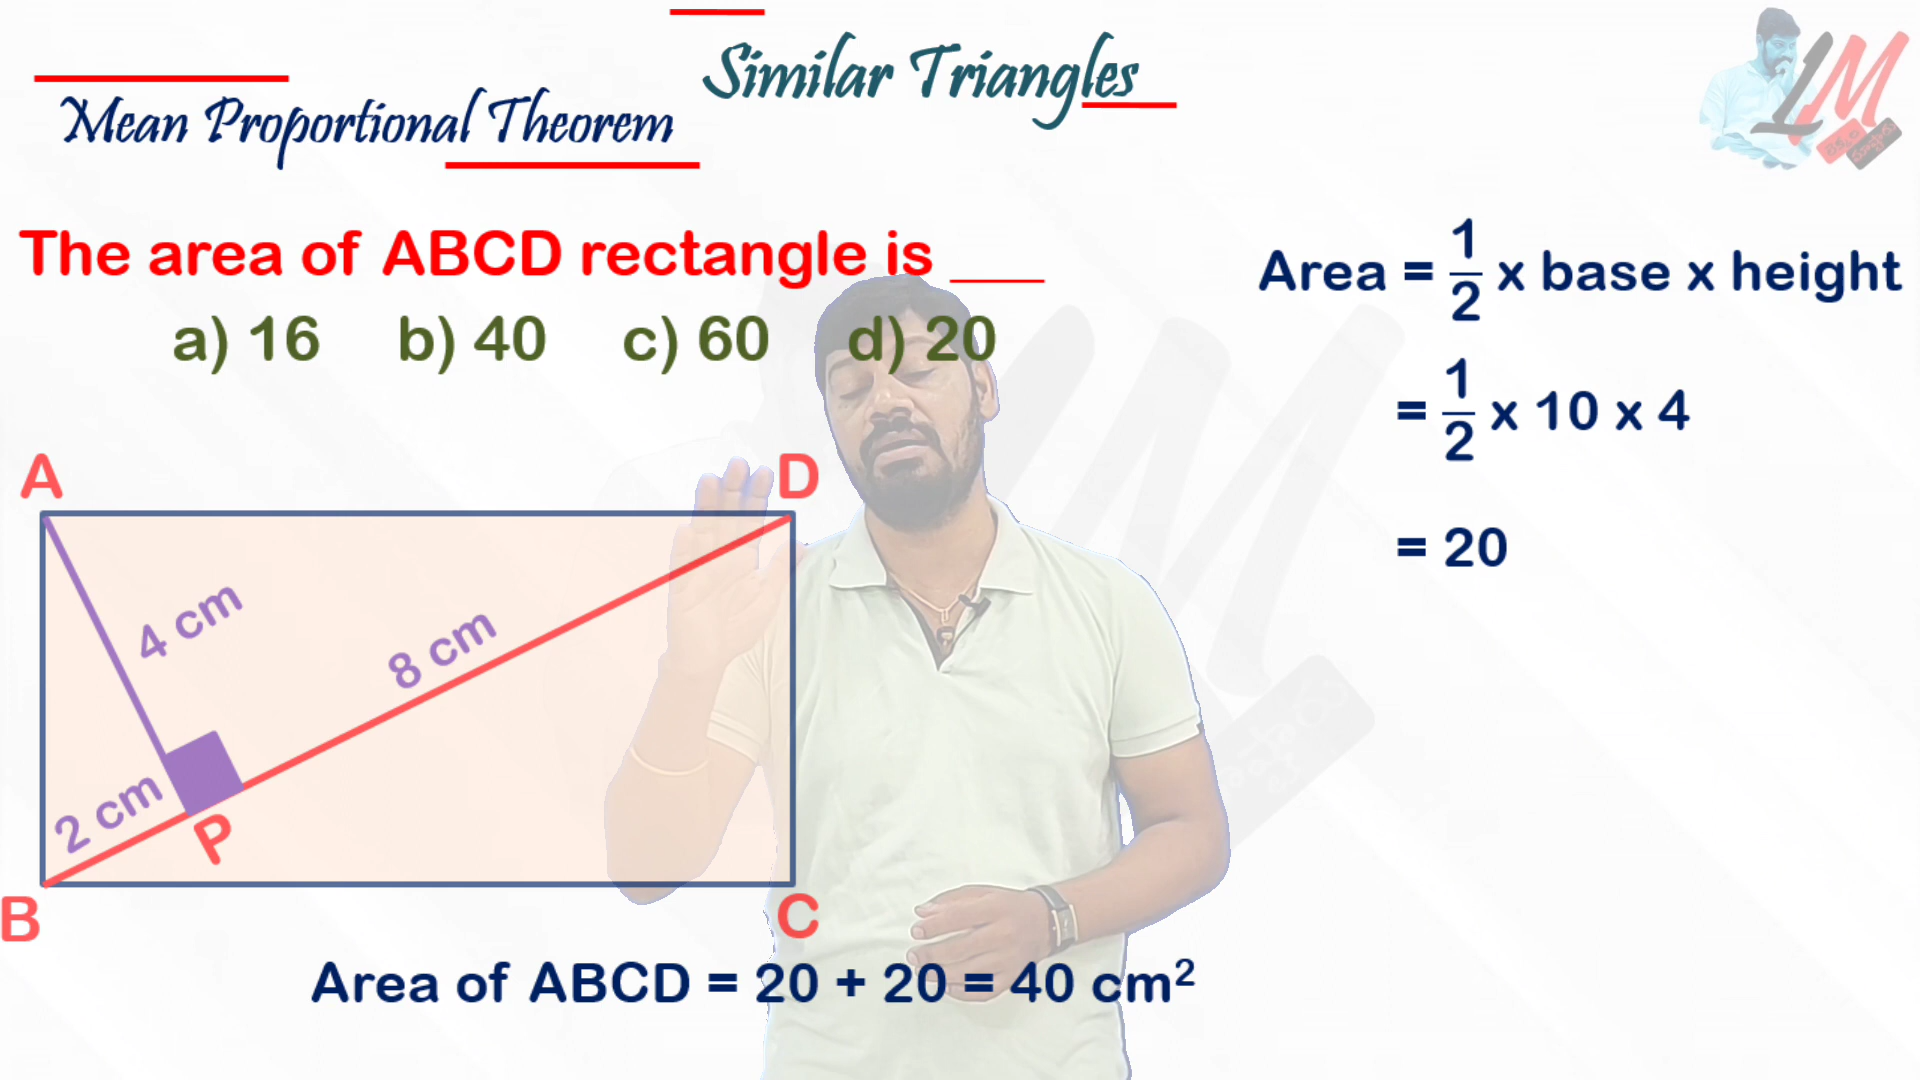 Similar Triangles
Mean Proportional Theorem
The area of ABCD rectangle is ___
a) 16 b) 40 c) 60 d) 20
Area = 1/2 x base x height
= 1/2 x 10 x 4
= 20
A D
4 cm
8 cm
2 cm
P
B C
Area of ABCD = 20 + 20 = 40 cm²
LM